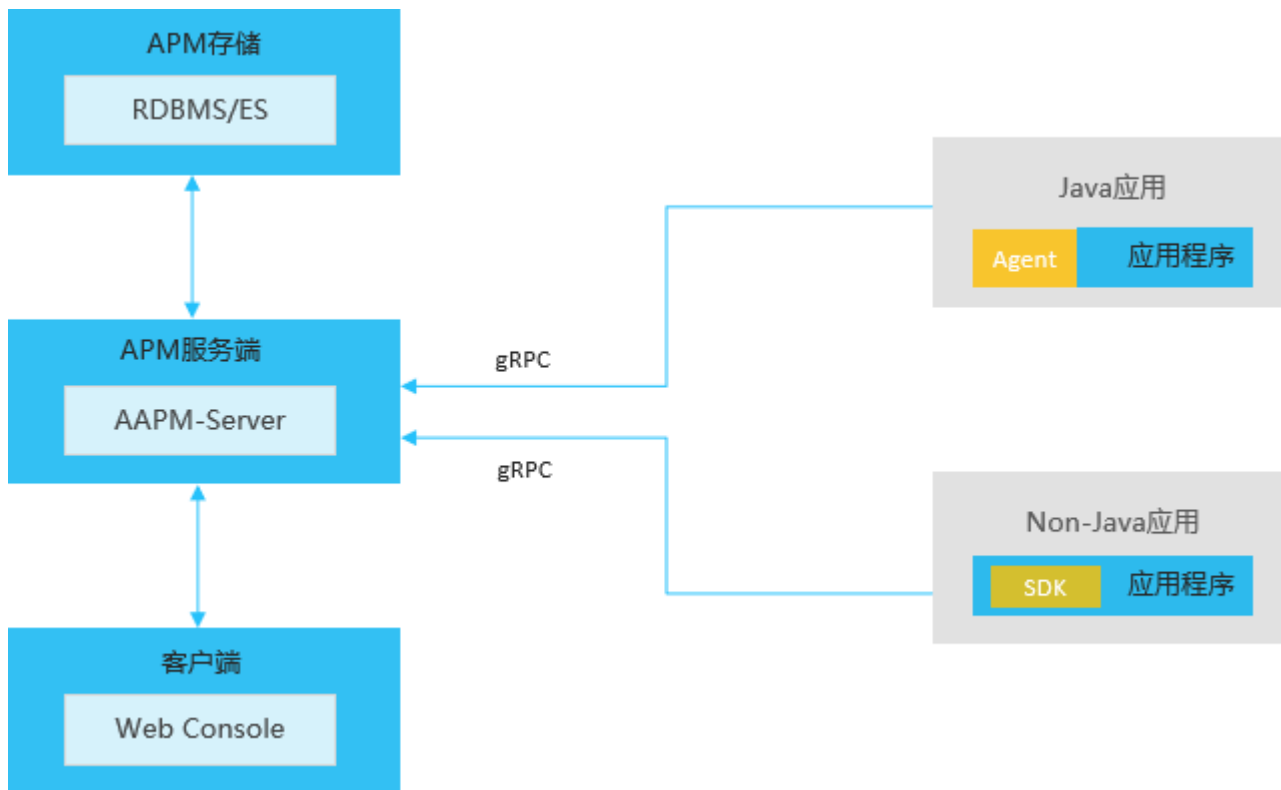 APM存储
RDBMS/ES
APM服务端
AAPM-Server
客户端
Web Console
gRPC
gRPC
Java应用
Agent
应用程序
Non-Java应用
SDK
应用程序